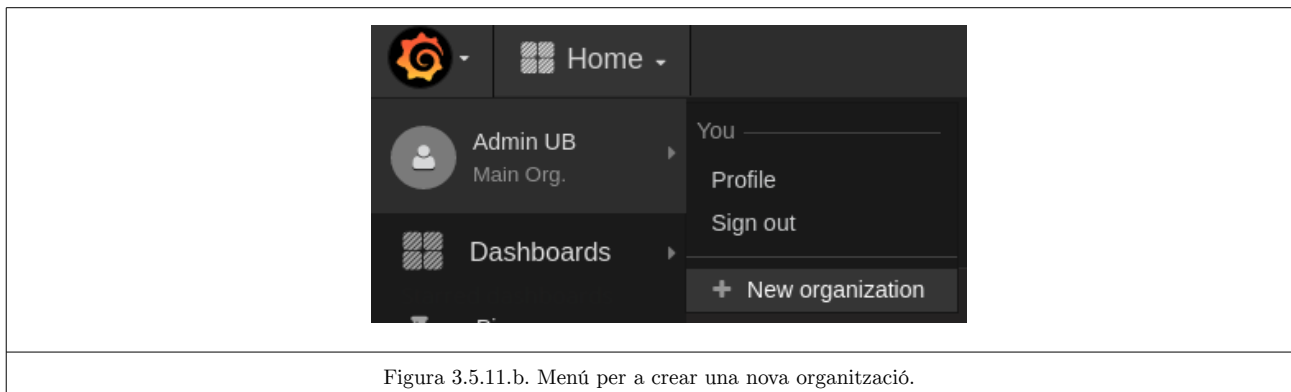 Home
Admin UB
Main Org.
You
Profile
Sign out
Dashboards
+ New organization
Figura 3.5.11.b. Menú per a crear una nova organització.